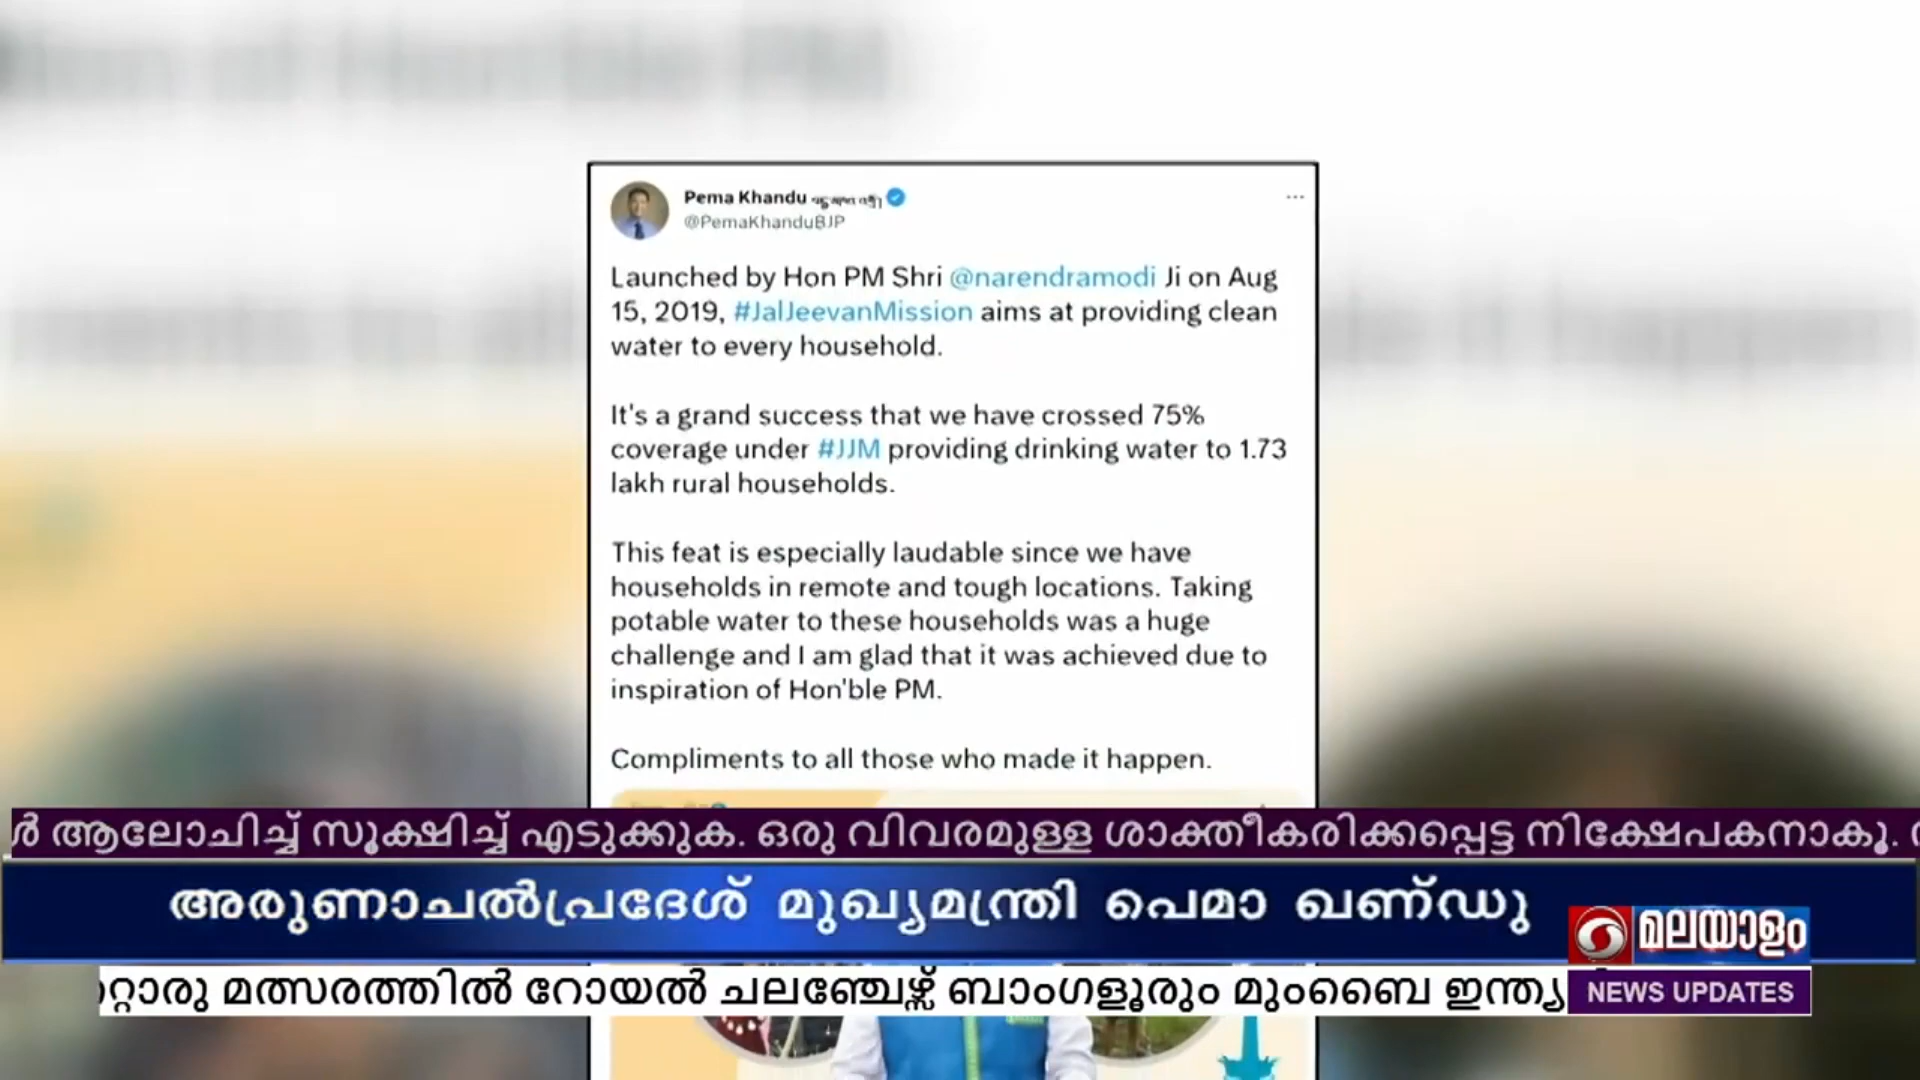 Pema Khandu
@PemaKhanduBJP
Launched by Hon PM Shri @narendramodi Ji on Aug
15, 2019, #JalJeevanMission aims at providing clean
water to every household.
It's a grand success that we have crossed 75%
coverage under #JJM providing drinking water to 1.73
lakh rural households.
This feat is especially laudable since we have
households in remote and tough locations. Taking
potable water to these households was a huge
challenge and I am glad that it was achieved due to
inspiration of Hon'ble PM.
Compliments to all those who made it happen.
ആലോചിച്ച് സൂക്ഷിച്ച് എടുക്കുക. ഒരു വിവരമുള്ള ശാക്തീകരിക്കപ്പെട്ട നിക്ഷേപകനാകൂ.
അരുണാചൽപ്രദേശ് മുഖ്യമന്ത്രി പെമാ ഖണ്ഡു
മലയാളം
റ്റൊരു മത്സരത്തിൽ റോയൽ ചലഞ്ചേഴ്സ് ബാംഗളൂരും മുംബൈ ഇന്ത്യ
NEWS UPDATES